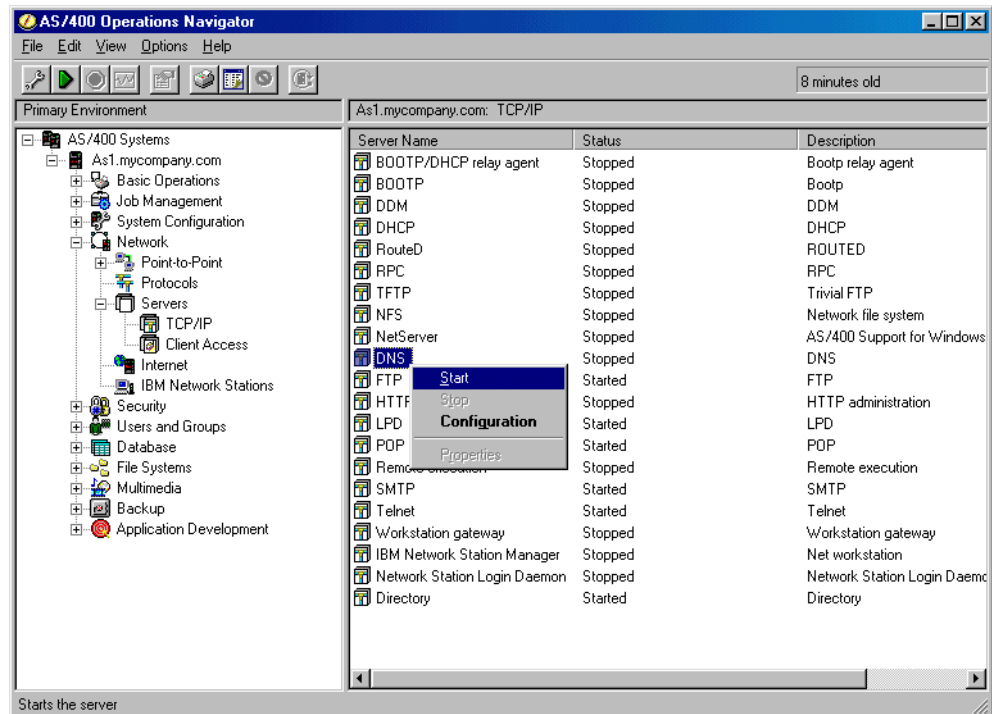 AS/400 Operations Navigator
File Edit View Options Help
8 minutes old
Primary Environment
As1.mycompany.com: TCP/IP
AS/400 Systems
As1.mycompany.com
Basic Operations
Job Management
System Configuration
Network
Point-to-Point
Protocols
Servers
TCP/IP
Client Access
Internet
IBM Network Stations
Security
Users and Groups
Database
File Systems
Multimedia
Backup
Application Development
Server Name Status Description
BOOTP/DHCP relay agent Stopped Bootp relay agent
BOOTP Stopped Bootp
DDM Stopped DDM
DHCP Stopped DHCP
RouteD Stopped ROUTED
RPC Stopped RPC
TFTP Stopped Trivial FTP
NFS Stopped Network file system
NetServer Stopped AS/400 Support for Windows
DNS Stopped DNS
FTP Started FTP
HTTP Started HTTP administration
LPD Started LPD
POP Started POP
Remote execution Stopped Remote execution
SMTP Started SMTP
Telnet Started Telnet
Workstation gateway Stopped Workstation gateway
IBM Network Station Manager Stopped Net workstation
Network Station Login Daemon Stopped Network Station Login Daemo
Directory Started Directory
Start
Stop
Configuration
Properties
Starts the server